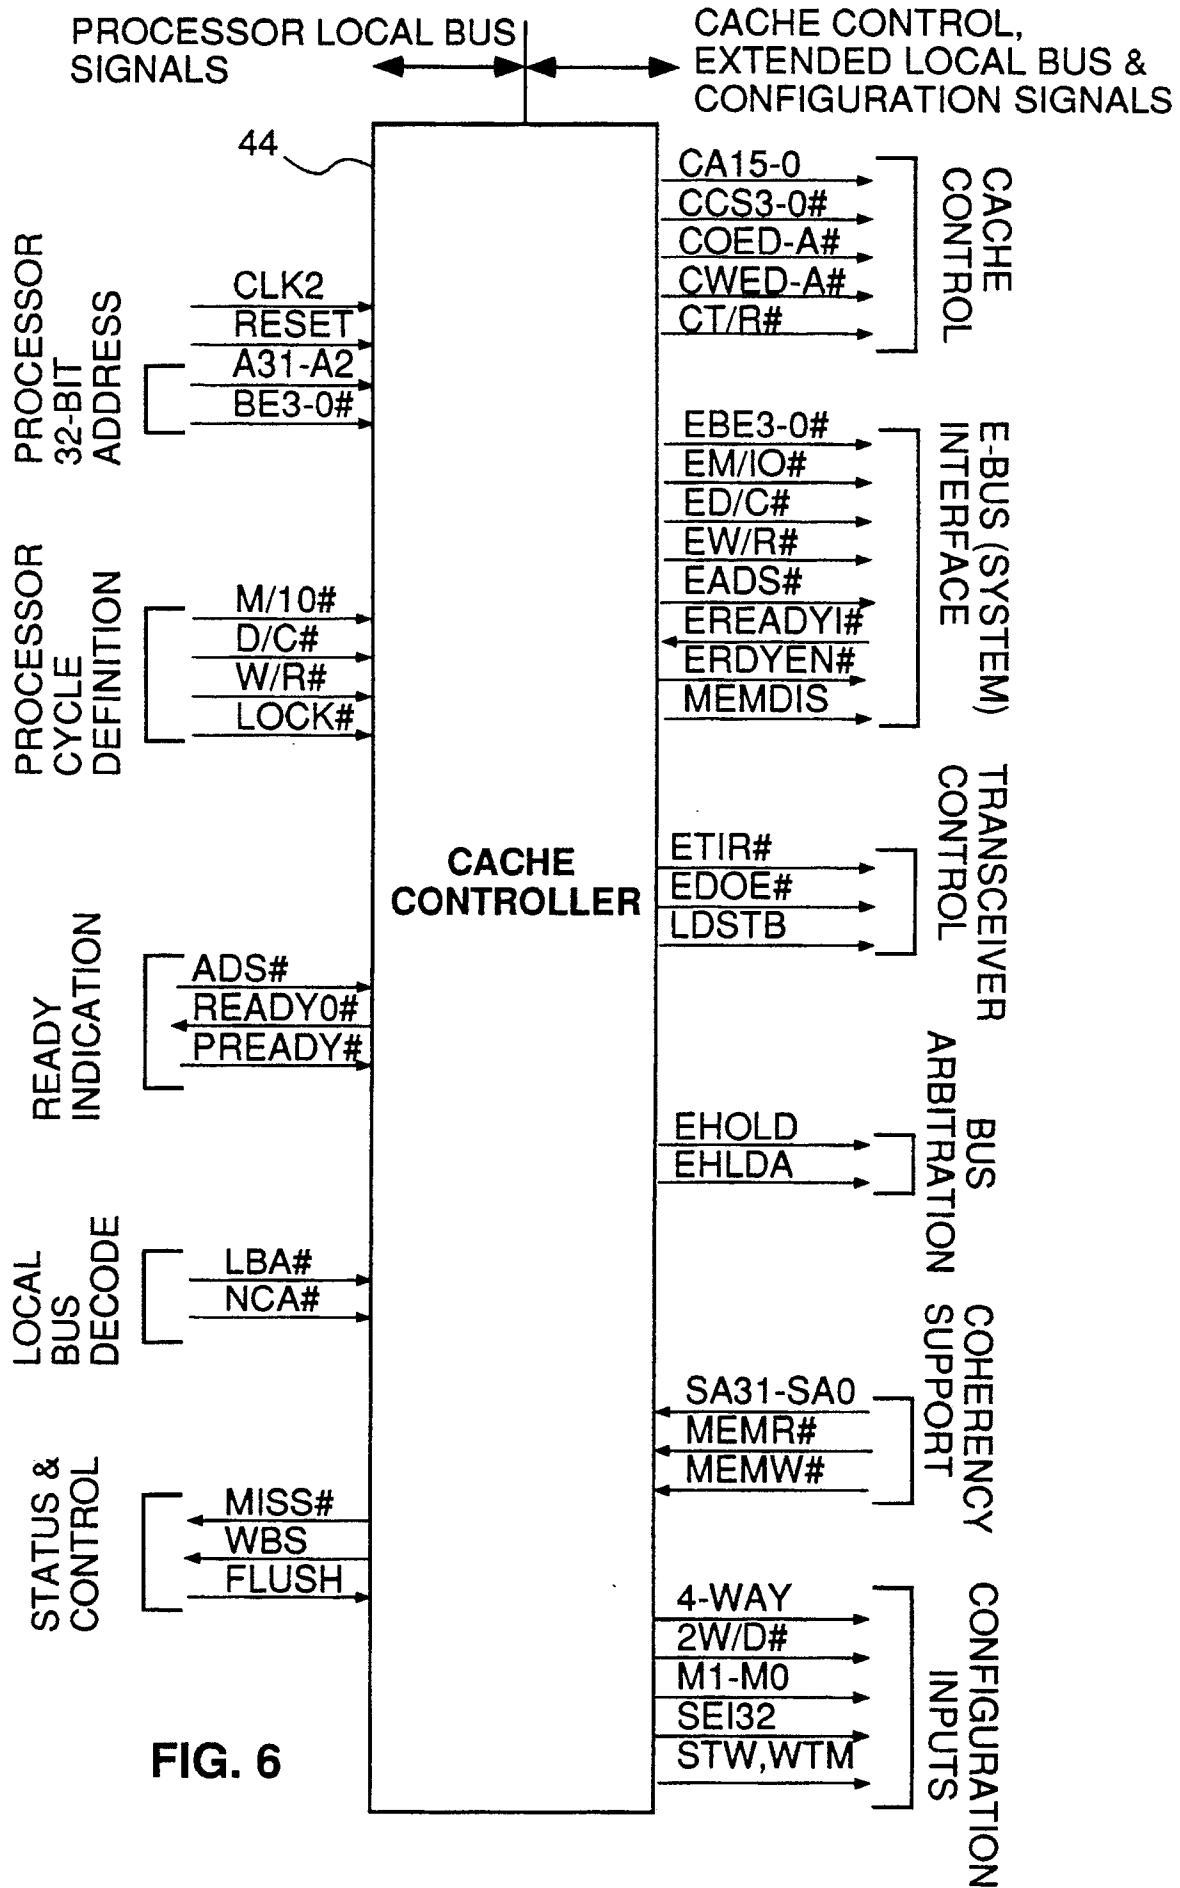 PROCESSOR LOCAL BUS
SIGNALS
CACHE CONTROL,
EXTENDED LOCAL BUS &
CONFIGURATION SIGNALS
44
PROCESSOR
32-BIT
ADDRESS
CLK2
RESET
A31-A2
BE3-0#
PROCESSOR
CYCLE
DEFINITION
M/10#
D/C#
W/R#
LOCK#
READY
INDICATION
ADS#
READY0#
PREADY#
LOCAL
BUS
DECODE
LBA#
NCA#
STATUS &
CONTROL
MISS#
WBS
FLUSH
CACHE
CONTROLLER
CA15-0
CCS3-0#
COED-A#
CWED-A#
CT/R#
CACHE
CONTROL
EBE3-0#
EM/IO#
ED/C#
EW/R#
EADS#
EREADYI#
ERDYEN#
MEMDIS
E-BUS (SYSTEM)
INTERFACE
ETIR#
EDOE#
LDSTB
TRANSCEIVER
CONTROL
EHOLD
EHLDA
BUS
ARBITRATION
SA31-SA0
MEMR#
MEMW#
COHERENCY
SUPPORT
4-WAY
2W/D#
M1-M0
SEI32
STW,WTM
CONFIGURATION
INPUTS
FIG. 6